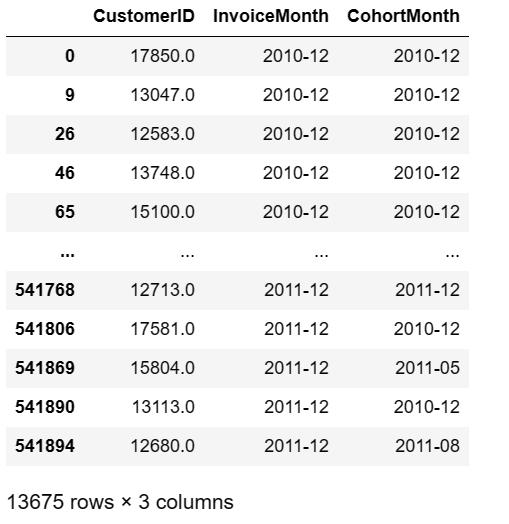 CustomerID InvoiceMonth CohortMonth
0 17850.0 2010-12 2010-12
9 13047.0 2010-12 2010-12
26 12583.0 2010-12 2010-12
46 13748.0 2010-12 2010-12
65 15100.0 2010-12 2010-12
... ... ... ...
541768 12713.0 2011-12 2011-12
541806 17581.0 2011-12 2010-12
541869 15804.0 2011-12 2011-05
541890 13113.0 2011-12 2010-12
541894 12680.0 2011-12 2011-08
13675 rows × 3 columns